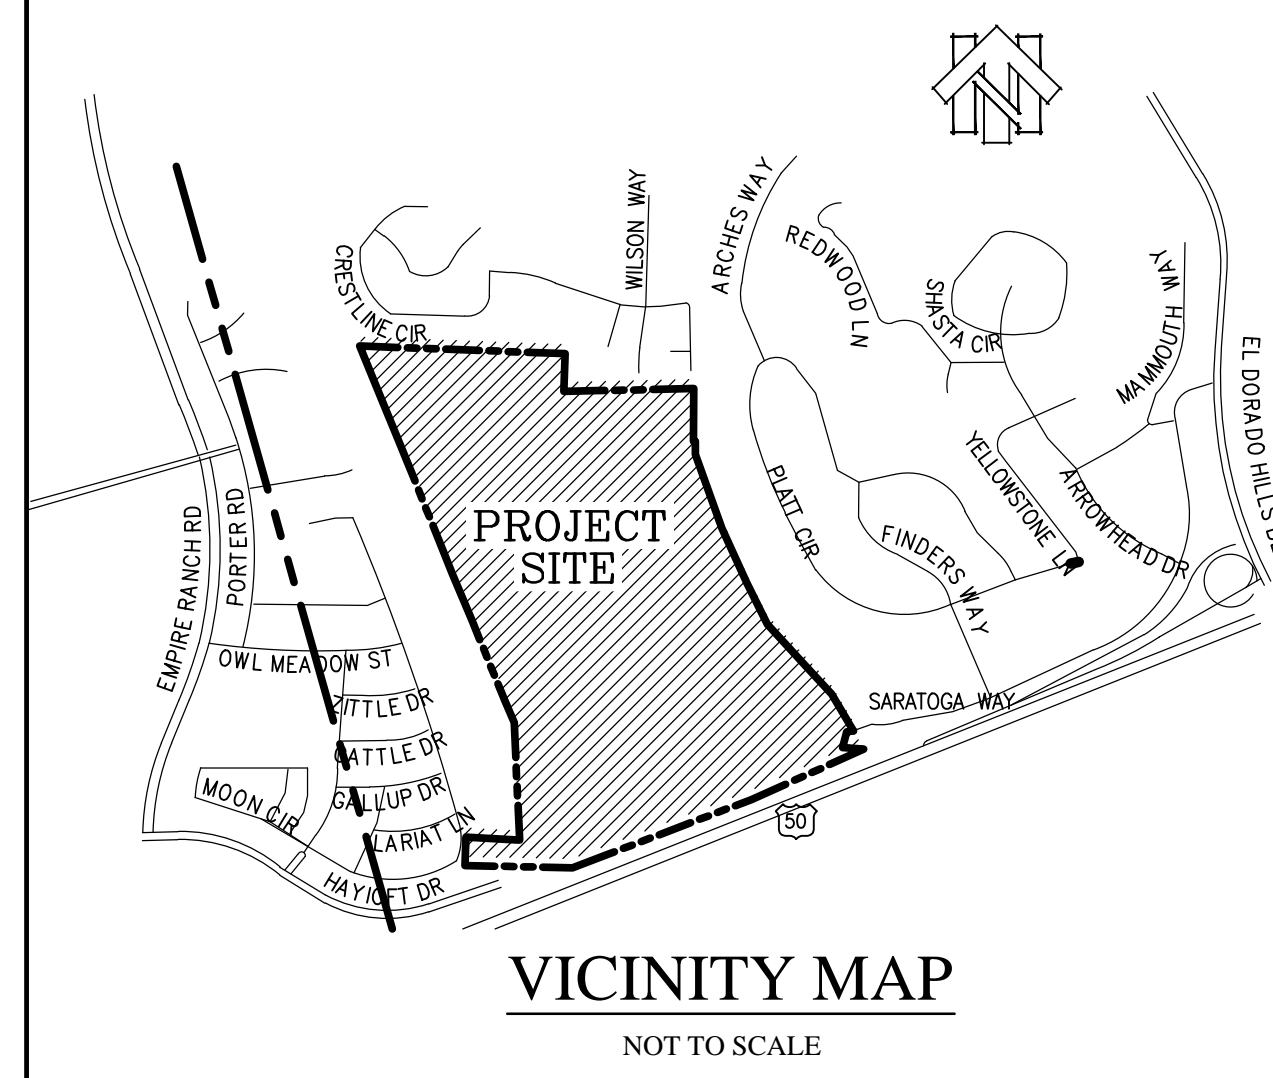 N
WILSON WAY
ARCHES WAY
REDWOOD LN
CRESTLINE CIR
SHASTA CIR
MAMMOUTH WAY
EL DORADO HILLS
YELLOWSTONE LN
ARROWHEAD DR
PLATT CIR
FINDERS WAY
PROJECT
SITE
EMPIRE RANCH RD
PORTER RD
OWL MEADOW ST
ZITTLE DR
CATTLE DR
GALLUP DR
MOON CIR
LARIAT LN
HAYLOFT DR
SARATOGA WAY
50
VICINITY MAP
NOT TO SCALE